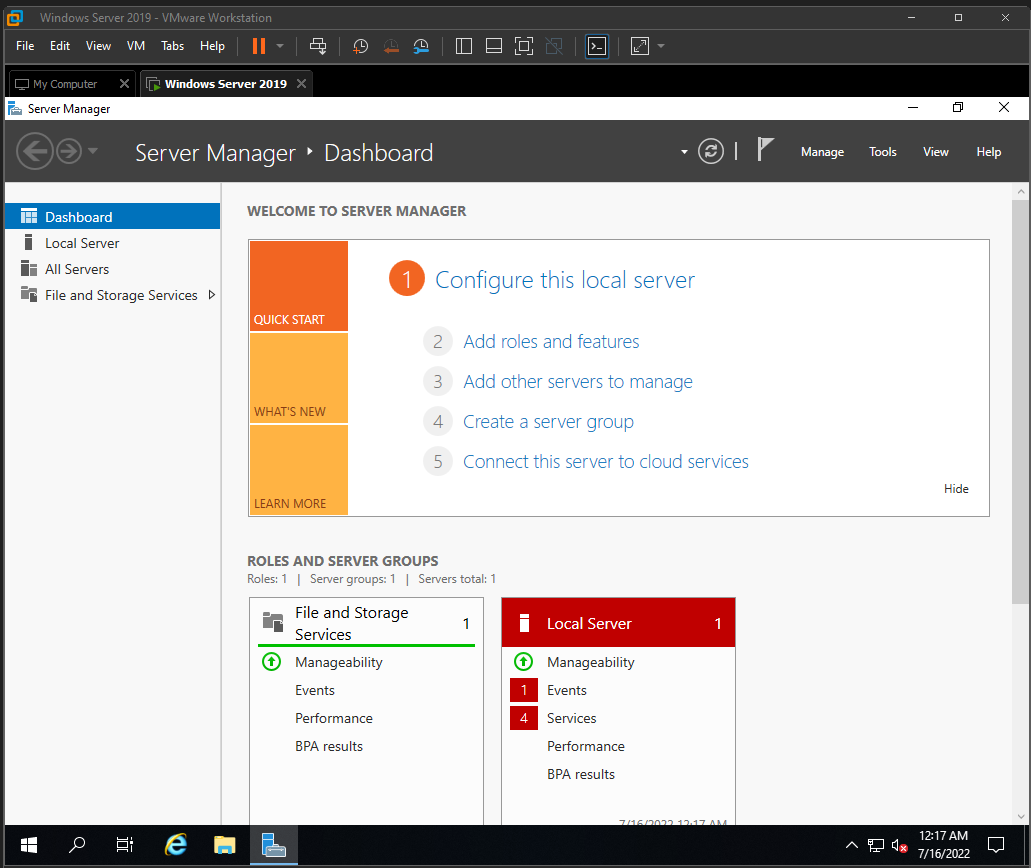 Windows Server 2019 - VMware Workstation
File Edit View VM Tabs Help
My Computer
Windows Server 2019
Server Manager
Server Manager Dashboard
Manage Tools View Help
Dashboard
Local Server
All Servers
File and Storage Services
WELCOME TO SERVER MANAGER
QUICK START
WHAT'S NEW
LEARN MORE
1 Configure this local server
2 Add roles and features
3 Add other servers to manage
4 Create a server group
5 Connect this server to cloud services
Hide
ROLES AND SERVER GROUPS
Roles: 1 | Server groups: 1 | Servers total: 1
File and Storage
Services
1
Manageability
Events
Performance
BPA results
Local Server 1
Manageability
1 Events
4 Services
Performance
BPA results
7/16/2022 12:17 AM
12:17 AM
7/16/2022